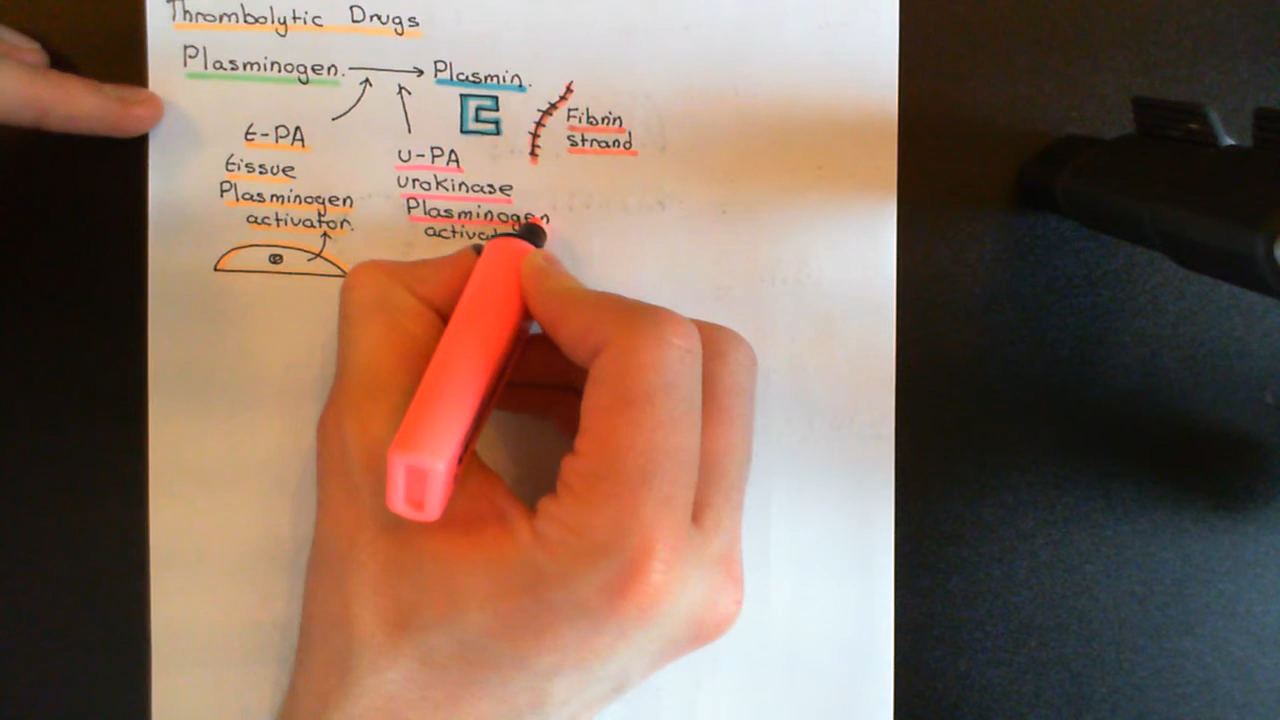 Thrombolytic Drugs
Plasminogen. Plasmin.
Fibrin
strand
t-PA
tissue
Plasminogen
activator.
u-PA
urokinase
Plasminogen